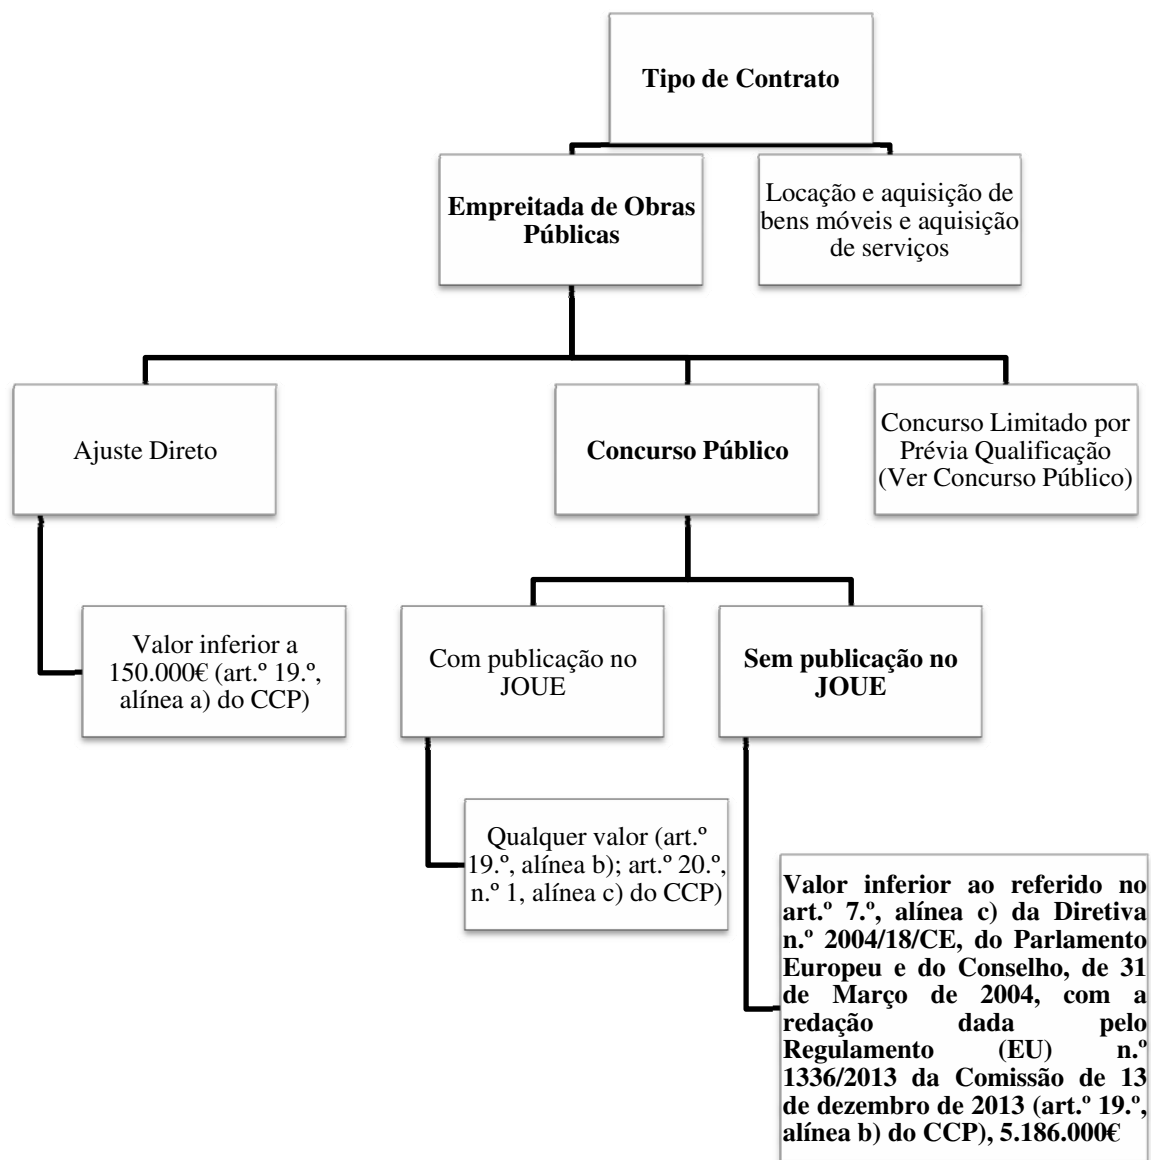 Tipo de Contrato
Empreitada de Obras
Públicas
Locação e aquisição de
bens móveis e aquisição
de serviços
Ajuste Direto
Concurso Público
Concurso Limitado por
Prévia Qualificação
(Ver Concurso Público)
Valor inferior a
150.000€ (art.º 19.º,
alínea a) do CCP)
Com publicação no
JOUE
Sem publicação no
JOUE
Qualquer valor (art.º
19.º, alínea b); art.º 20.º,
n.º 1, alínea c) do CCP)
Valor inferior ao referido no
art.º 7.º, alínea c) da Diretiva
n.º 2004/18/CE, do Parlamento
Europeu e do Conselho, de 31
de Março de 2004, com a
redação dada pelo
Regulamento (EU) n.º
1336/2013 da Comissão de 13
de dezembro de 2013 (art.º 19.º,
alínea b) do CCP), 5.186.000€